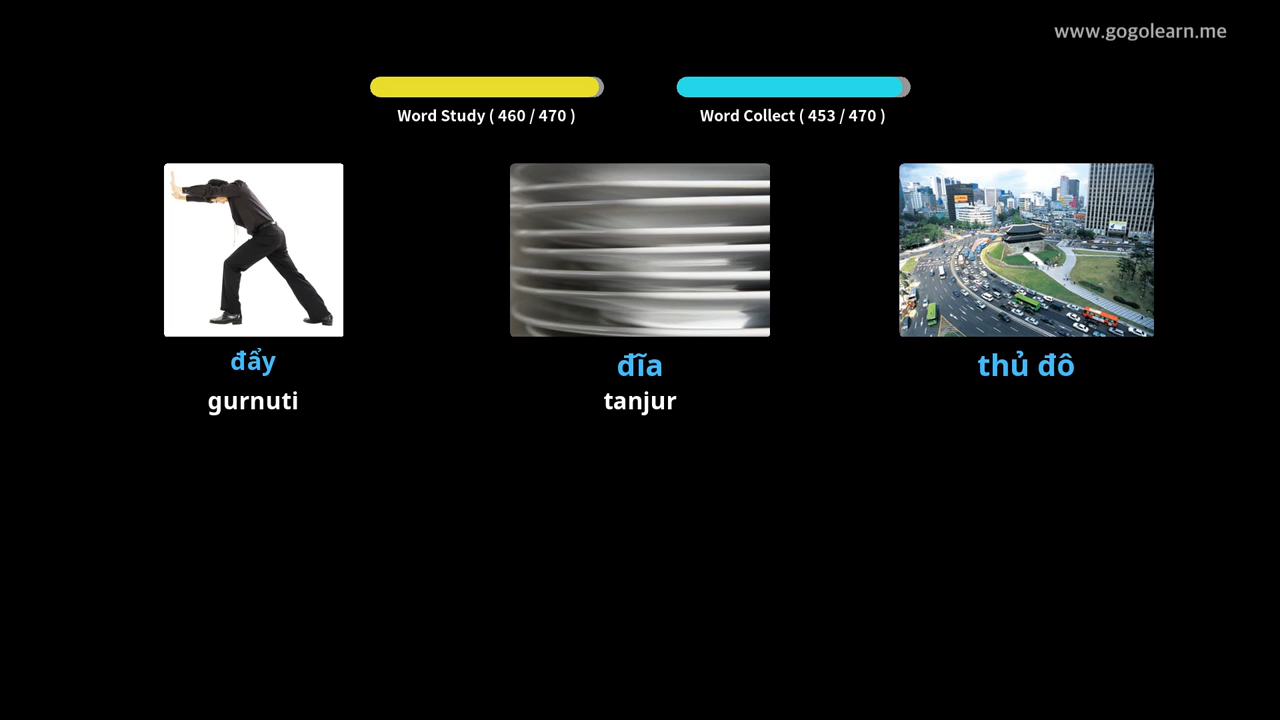 www.gogolearn.me
Word Study ( 460 / 470 )
Word Collect ( 453 / 470 )
đẩy
gurnuti
đĩa
tanjur
thủ đô